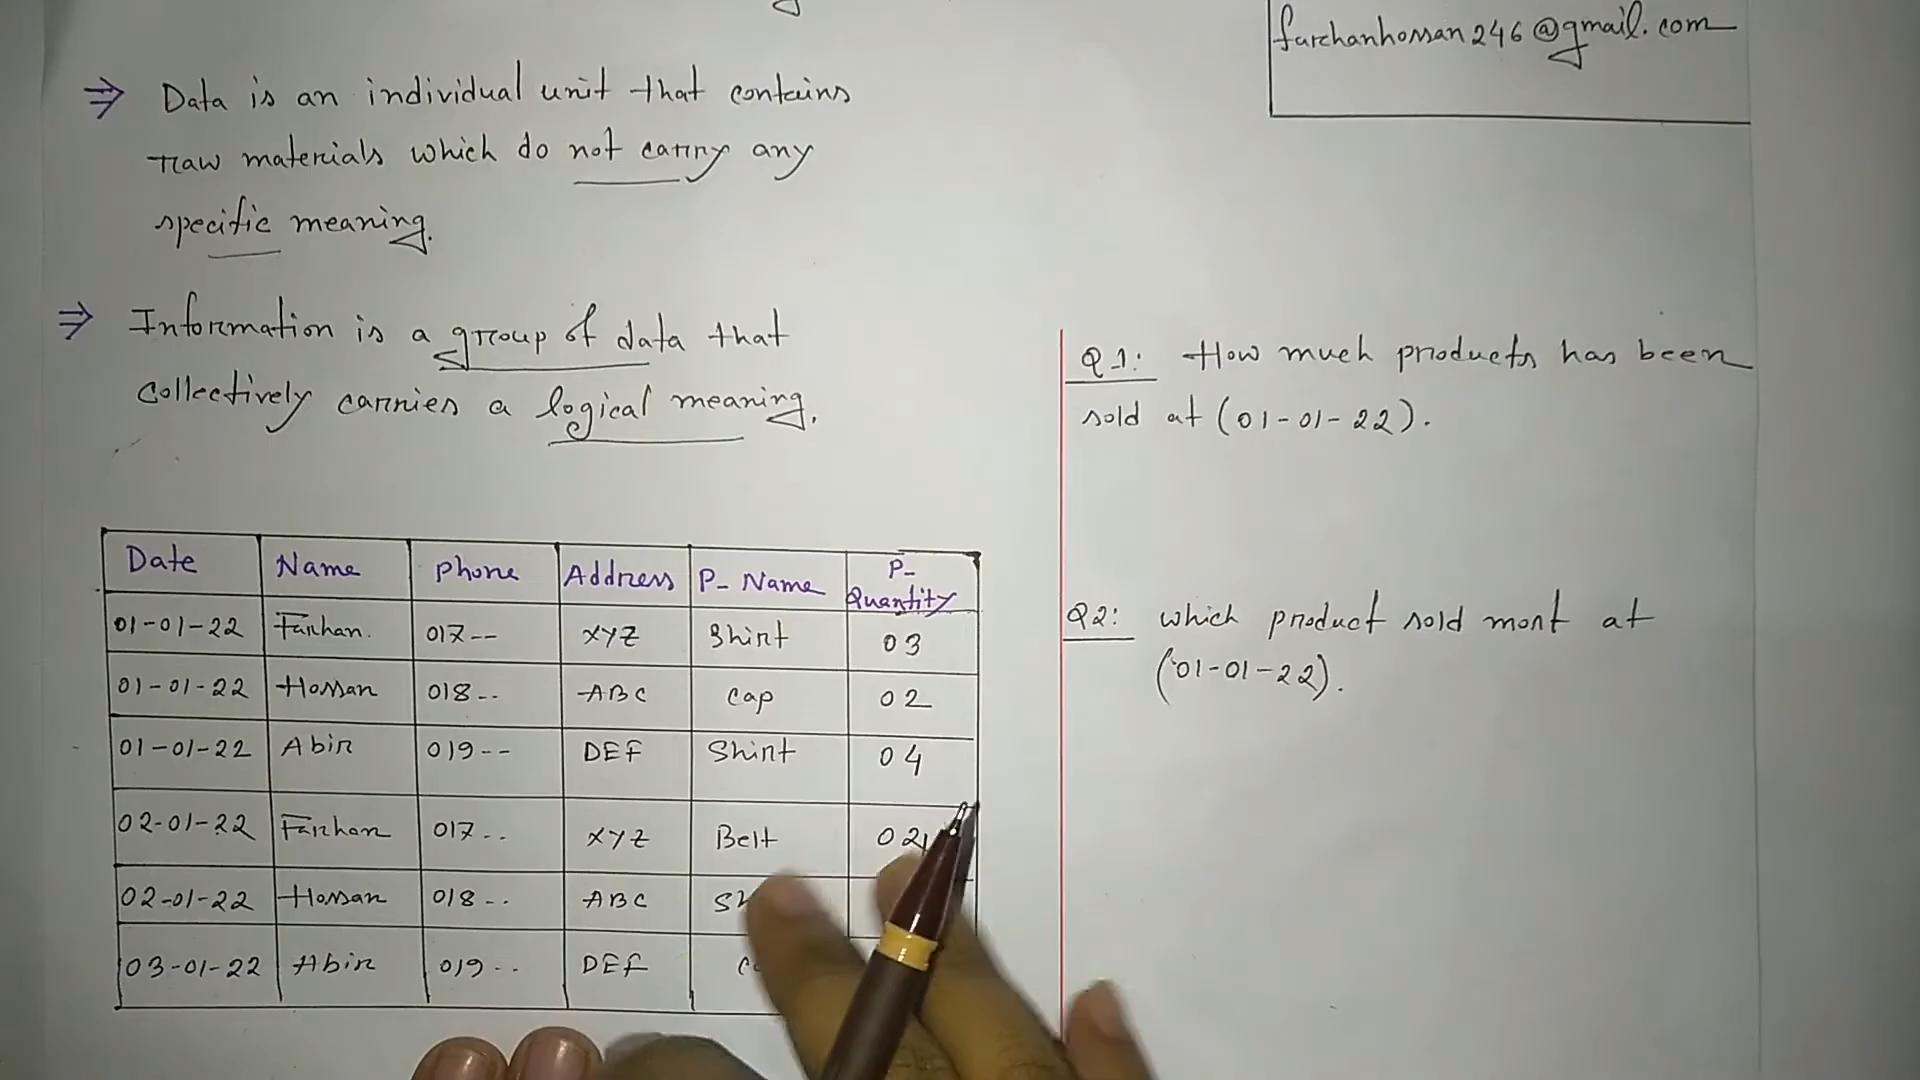 farhanhossan246@gmail.com
⇒ Data is an individual unit that contains
raw materials which do not carry any
specific meaning.
⇒ Information is a group of data that
collectively carries a logical meaning.
Q1: How much products has been
sold at (01-01-22).
Q2: which product sold most at
(01-01-22).
Date Name Phone Address P- Name P- Quantity
01-01-22 Farhan. 017-- XYZ Shirt 03
01-01-22 Hossan 018-- ABC Cap 02
01-01-22 Abir 019-- DEF Shirt 04
02-01-22 Farhan 017-- XYZ Belt 02
02-01-22 Hossan 018-- ABC
03-01-22 Abir 019-- DEF